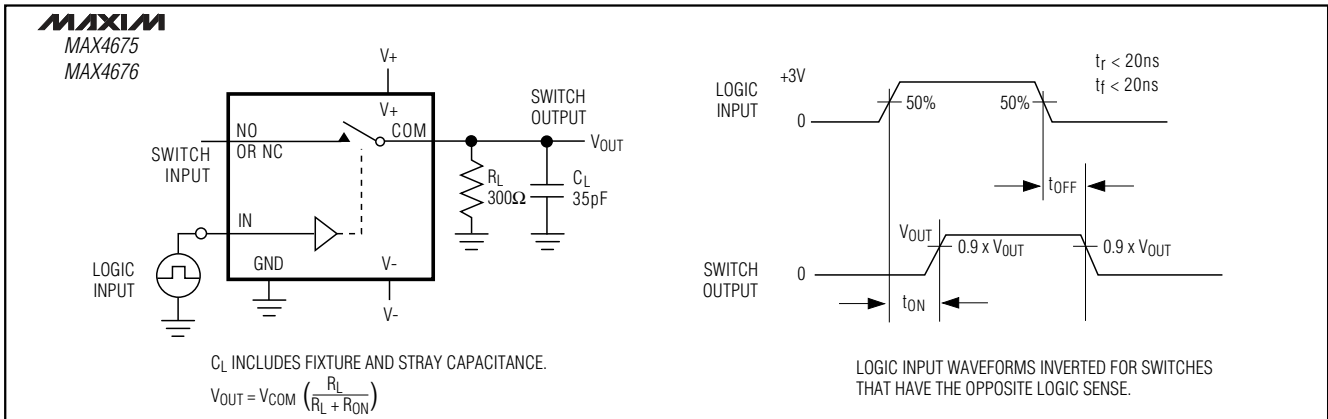 MAXIM
MAX4675
MAX4676
V+
V+
SWITCH
OUTPUT
NO
OR NC
COM
VOUT
SWITCH
INPUT
RL
300Ω
CL
35pF
IN
GND
V-
LOGIC
INPUT
V-
CL INCLUDES FIXTURE AND STRAY CAPACITANCE.
VOUT = VCOM (RL / RL + RON)
tr < 20ns
tf < 20ns
+3V
LOGIC
INPUT
50%
50%
0
tOFF
VOUT
0.9 x VOUT
0.9 x VOUT
SWITCH
OUTPUT
0
tON
LOGIC INPUT WAVEFORMS INVERTED FOR SWITCHES
THAT HAVE THE OPPOSITE LOGIC SENSE.